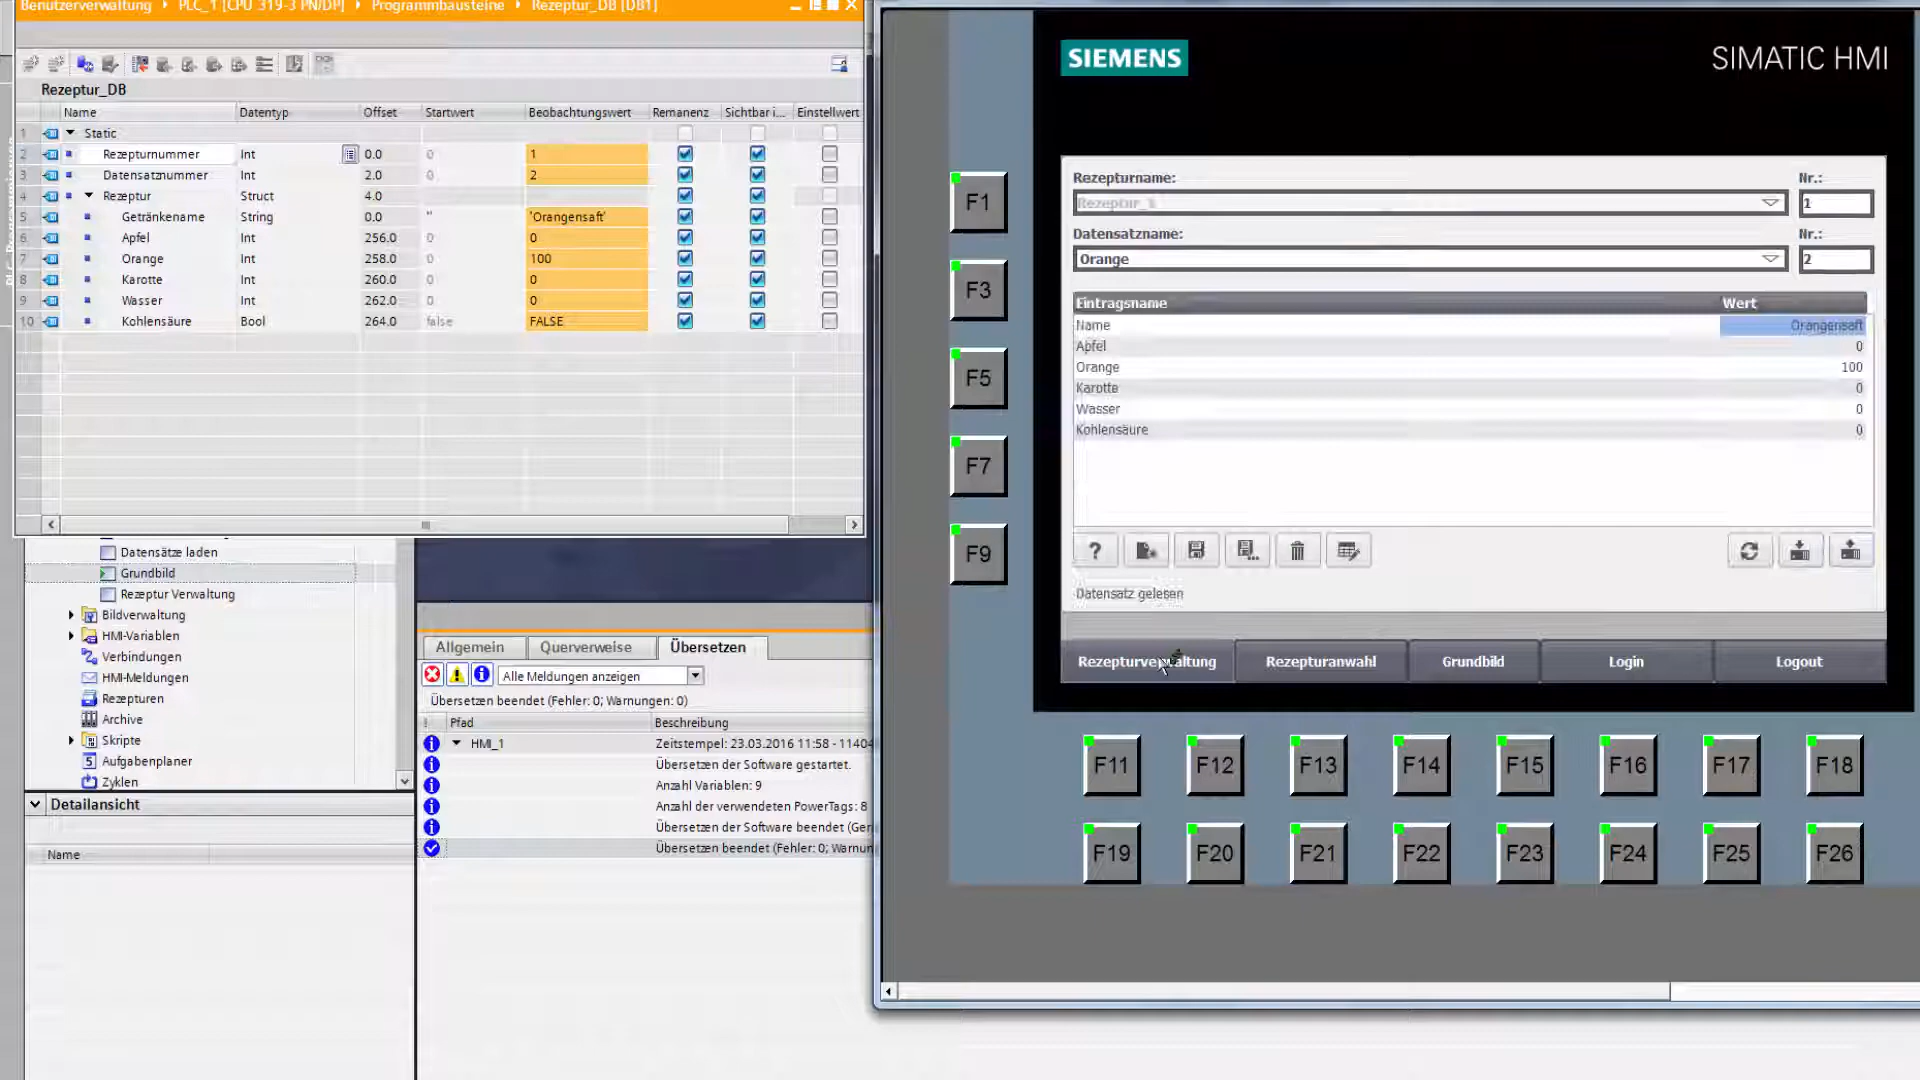 Benutzerverwaltung PLC_1 [CPU 319-3 PN/DP] Programmbausteine Rezeptur_DB [DB1]
Rezeptur_DB
Name Datentyp Offset Startwert Beobachtungswert Remanenz Sichtbar i... Einstellwert
1 Static
2 Rezepturnummer Int 0.0 0 1
3 Datensatznummer Int 2.0 0 2
4 Rezeptur Struct 4.0
5 Getränkename String 0.0 '' 'Orangensaft'
6 Apfel Int 256.0 0 0
7 Orange Int 258.0 0 100
8 Karotte Int 260.0 0 0
9 Wasser Int 262.0 0 0
10 Kohlensäure Bool 264.0 false FALSE
Datensätze laden
Grundbild
Rezeptur Verwaltung
Bildverwaltung
HMI-Variablen
Verbindungen
HMI-Meldungen
Rezepturen
Archive
Skripte
Aufgabenplaner
Zyklen
Detailansicht
Name
Allgemein Querverweise Übersetzen
Alle Meldungen anzeigen
Übersetzen beendet (Fehler: 0; Warnungen: 0)
! Pfad Beschreibung
HMI_1 Zeitstempel: 23.03.2016 11:58 - 11404
Übersetzen der Software gestartet.
Anzahl Variablen: 9
Anzahl der verwendeten PowerTags: 8
Übersetzen der Software beendet (Ger
Übersetzen beendet (Fehler: 0; Warnun
SIEMENS
SIMATIC HMI
Rezepturname: Nr.:
Rezeptur_1 1
Datensatzname: Nr.:
Orange 2
Eintragsname Wert
Name Orangensaft
Apfel 0
Orange 100
Karotte 0
Wasser 0
Kohlensäure 0
?
Datensatz gelesen
Rezepturverwaltung Rezepturanwahl Grundbild Login Logout
F1
F3
F5
F7
F9
F11 F12 F13 F14 F15 F16 F17 F18
F19 F20 F21 F22 F23 F24 F25 F26